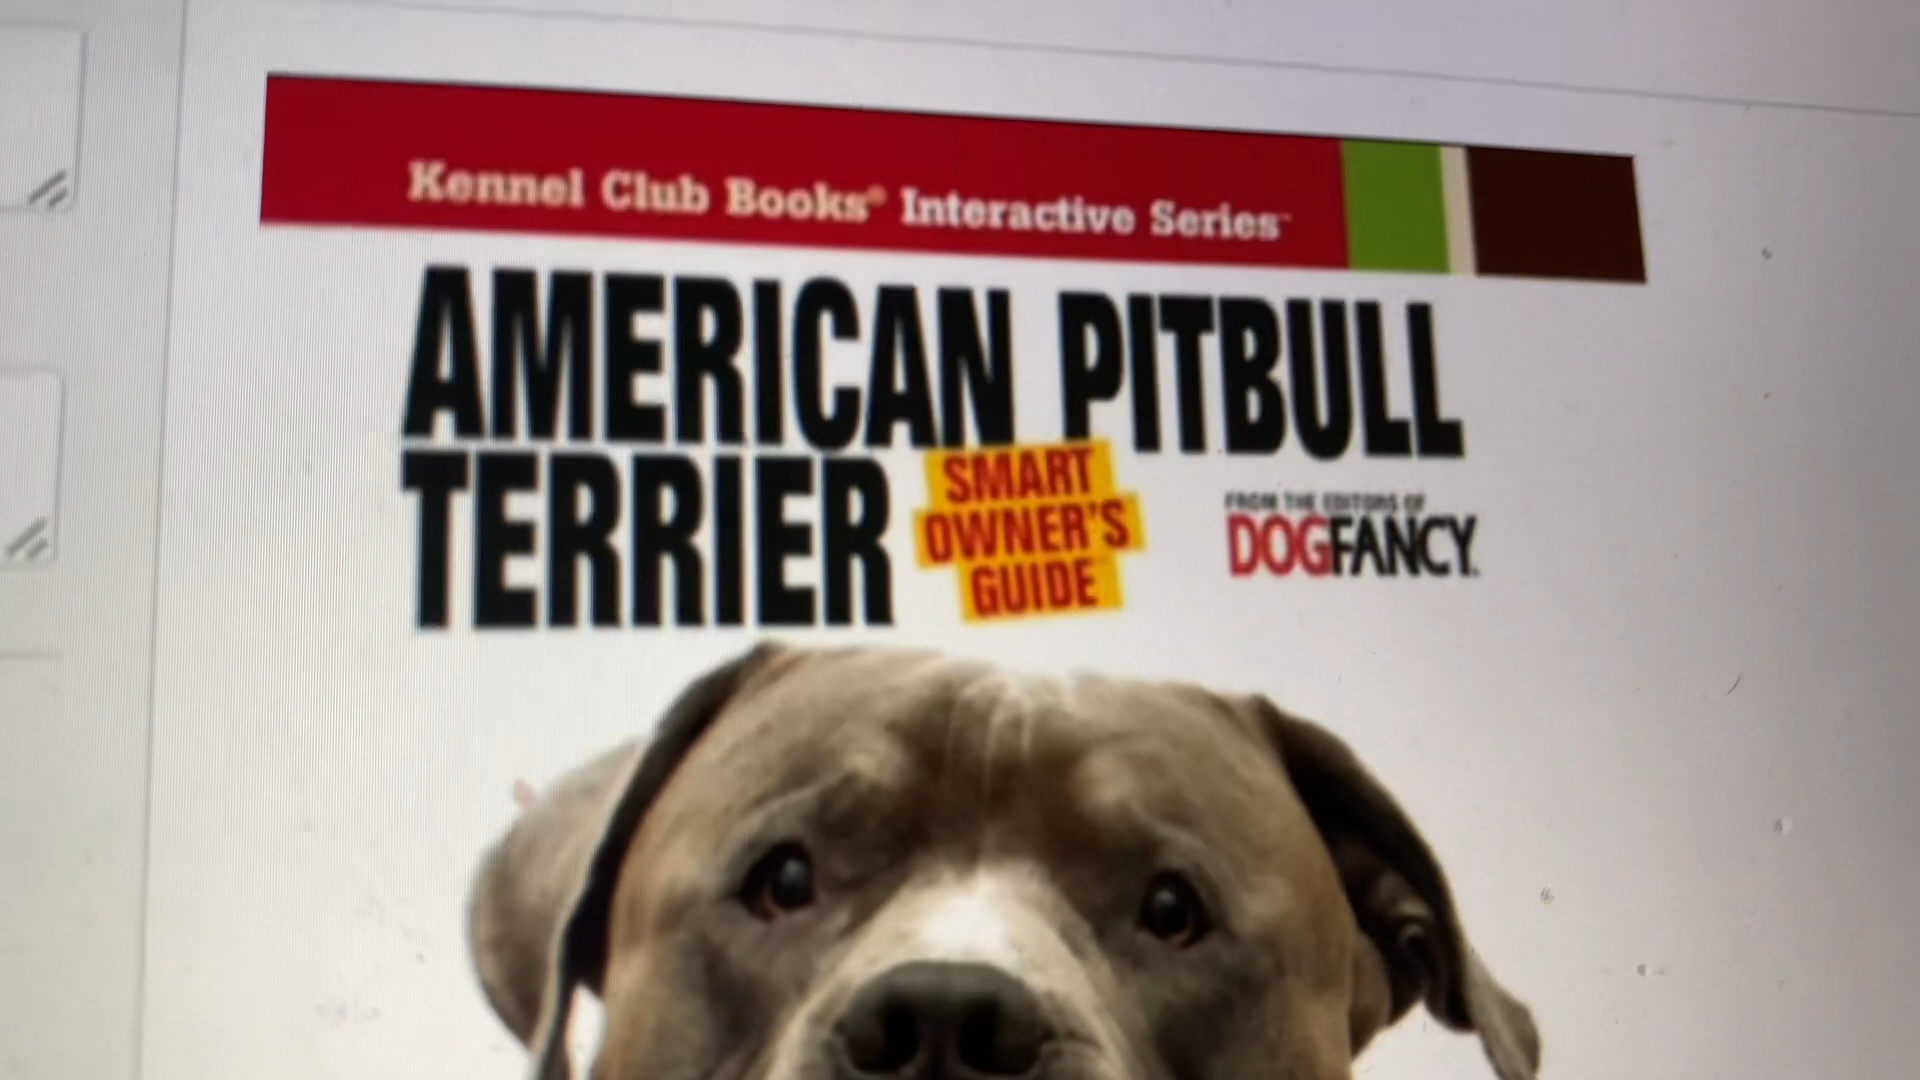 Kennel Club Books® Interactive Series™
AMERICAN PITBULL
TERRIER
SMART
OWNER'S
GUIDE
FROM THE EDITORS OF
DOGFANCY